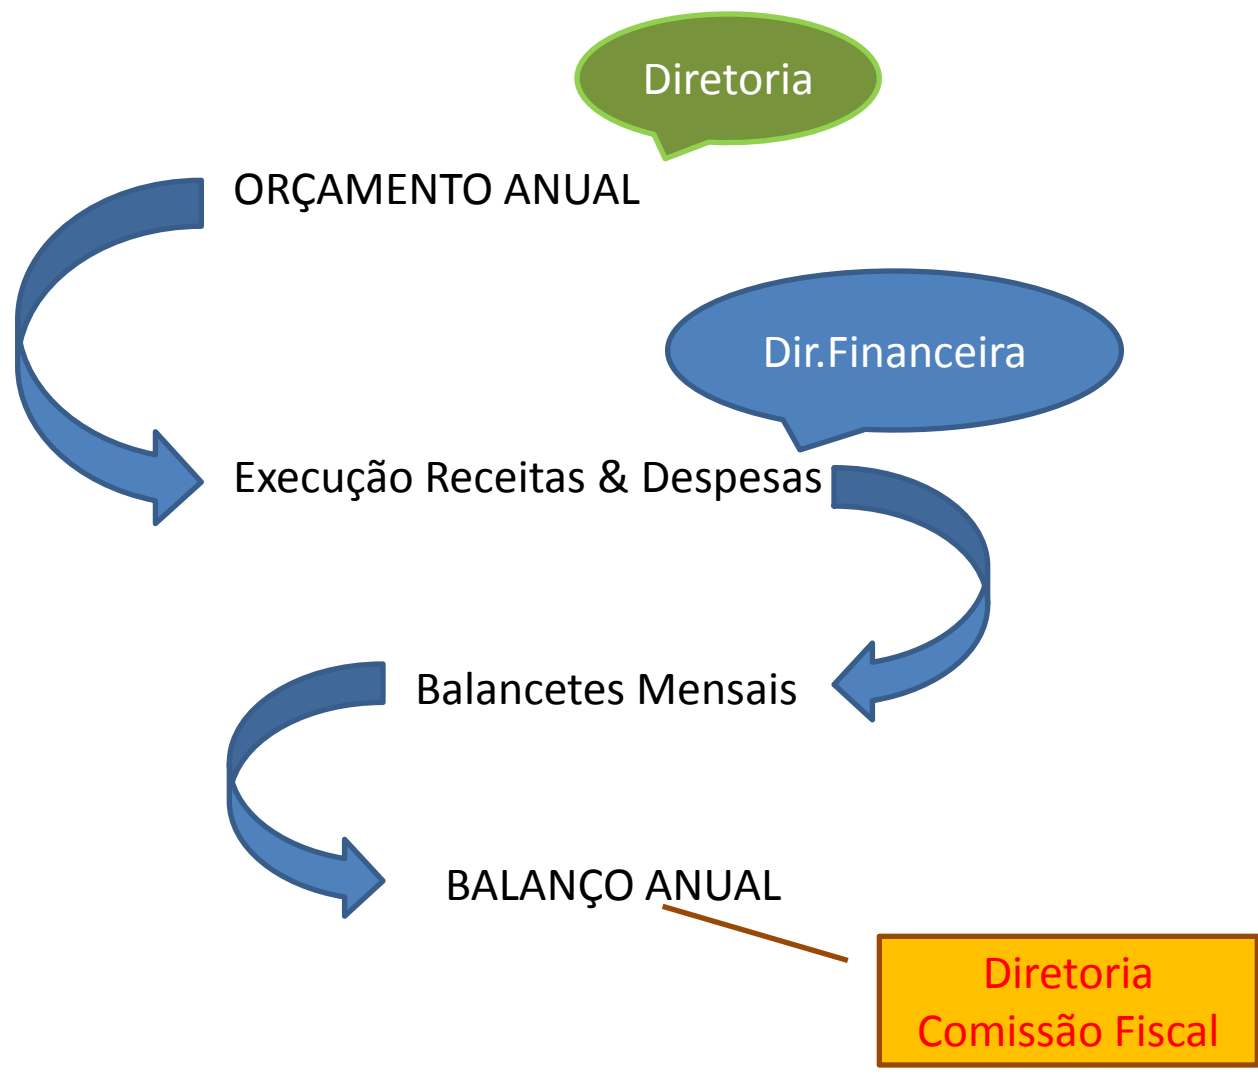 Diretoria
ORÇAMENTO ANUAL
Dir.Financeira
Execução Receitas & Despesas
Balancetes Mensais
BALANÇO ANUAL
Diretoria
Comissão Fiscal